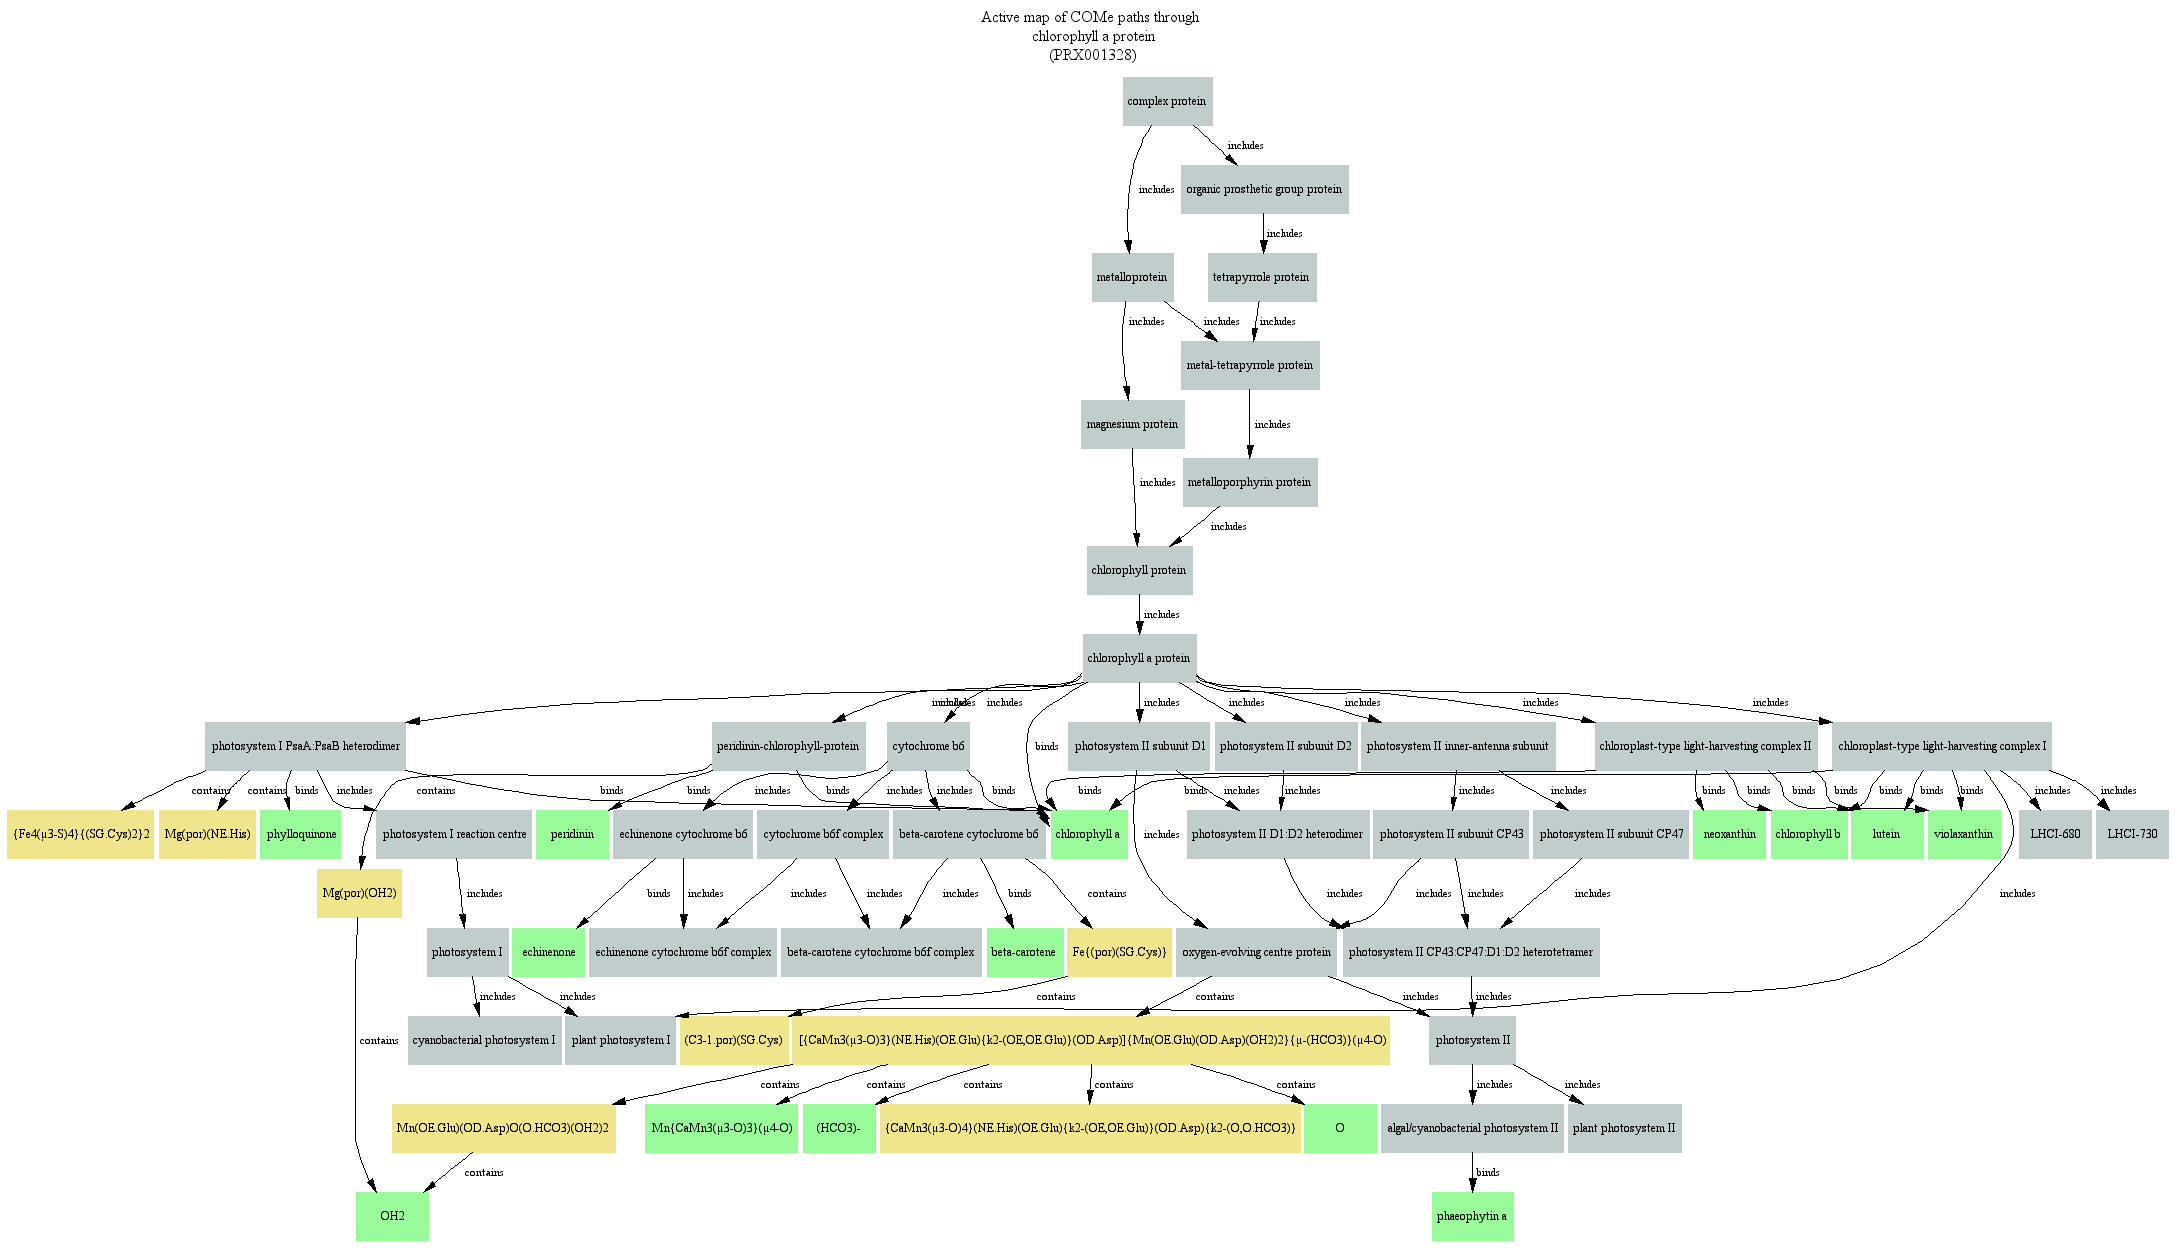 Active map of COMe paths through
chlorophyll a protein
(PRX001328)
complex protein
includes
organic prosthetic group protein
includes
includes
metalloprotein
tetrapyrrole protein
includes
includes
includes
metal-tetrapyrrole protein
magnesium protein
includes
metalloporphyrin protein
includes
includes
chlorophyll protein
includes
chlorophyll a protein
includes
includes
includes
includes
includes
includes
includes
includes
photosystem I PsaA:PsaB heterodimer
peridinin-chlorophyll-protein
cytochrome b6
binds
photosystem II subunit D1
photosystem II subunit D2
photosystem II inner-antenna subunit
chloroplast-type light-harvesting complex II
chloroplast-type light-harvesting complex I
contains
contains
binds
includes
contains
binds
binds
includes
binds
includes
includes
binds
binds
binds
includes
includes
includes
includes
binds
binds
binds
binds
binds
binds
binds
includes
includes
{Fe4(µ3-S)4}{(SG.Cys)2}2
Mg(por)(NE.His)
phylloquinone
photosystem I reaction centre
peridinin
echinenone cytochrome b6
cytochrome b6f complex
beta-carotene cytochrome b6
chlorophyll a
includes
photosystem II D1:D2 heterodimer
photosystem II subunit CP43
photosystem II subunit CP47
neoxanthin
chlorophyll b
lutein
violaxanthin
LHCI-680
LHCI-730
Mg(por)(OH2)
includes
binds
includes
includes
includes
includes
binds
contains
includes
includes
includes
includes
includes
photosystem I
echinenone
echinenone cytochrome b6f complex
beta-carotene cytochrome b6f complex
beta-carotene
Fe{(por)(SG.Cys)}
oxygen-evolving centre protein
photosystem II CP43:CP47:D1:D2 heterotetramer
includes
includes
contains
contains
includes
includes
contains
cyanobacterial photosystem I
plant photosystem I
(C3-1.por)(SG.Cys)
[{CaMn3(µ3-O)3}(NE.His)(OE.Glu){k2-(OE,OE.Glu)}(OD.Asp)]{Mn(OE.Glu)(OD.Asp)(OH2)2}{µ-(HCO3)}(µ4-O)
photosystem II
contains
contains
contains
contains
contains
includes
includes
Mn(OE.Glu)(OD.Asp)O(O.HCO3)(OH2)2
Mn{CaMn3(µ3-O)3}(µ4-O)
(HCO3)-
{CaMn3(µ3-O)4}(NE.His)(OE.Glu){k2-(OE,OE.Glu)}(OD.Asp){k2-(O,O.HCO3)}
O
algal/cyanobacterial photosystem II
plant photosystem II
contains
binds
OH2
phaeophytin a